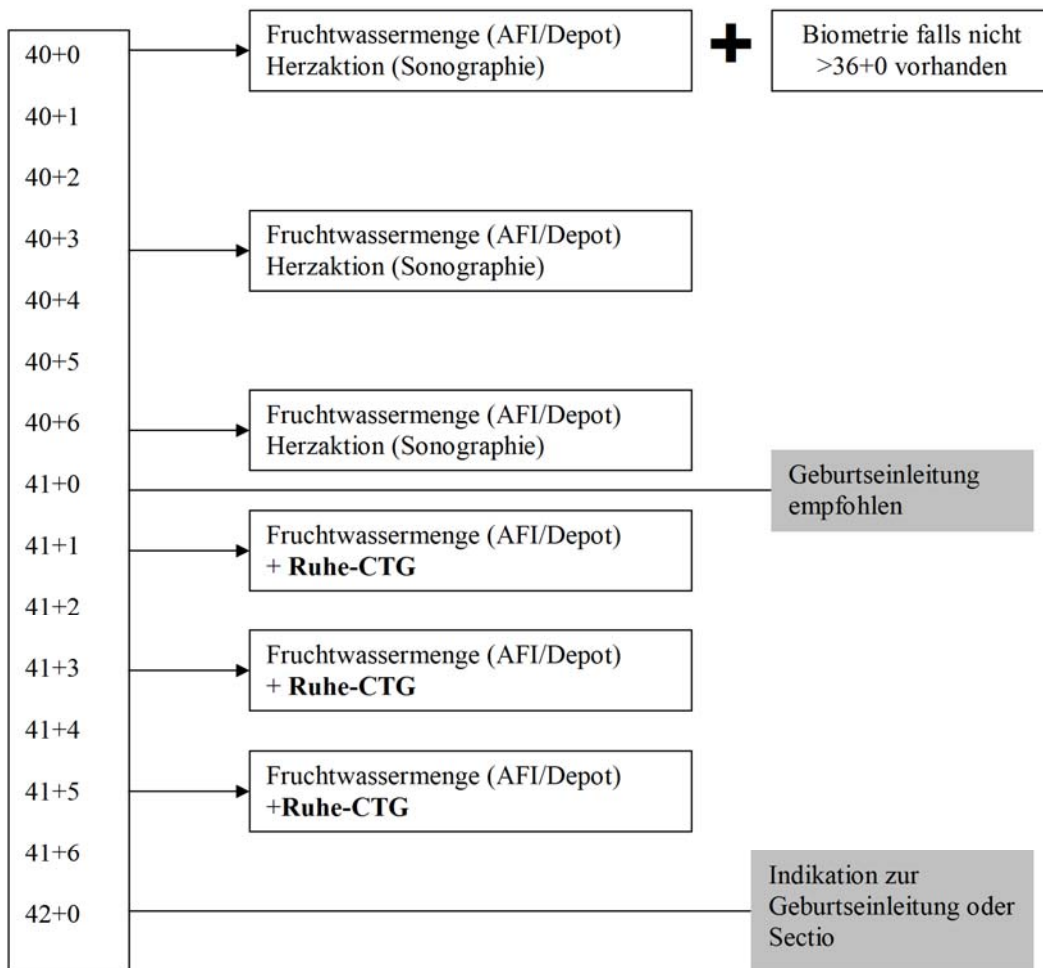 40+0
Fruchtwassermenge (AFI/Depot)
Herzaktion (Sonographie)
+
Biometrie falls nicht
>36+0 vorhanden
40+1
40+2
40+3
Fruchtwassermenge (AFI/Depot)
Herzaktion (Sonographie)
40+4
40+5
40+6
Fruchtwassermenge (AFI/Depot)
Herzaktion (Sonographie)
41+0
Geburtseinleitung
empfohlen
41+1
Fruchtwassermenge (AFI/Depot)
+ Ruhe-CTG
41+2
41+3
Fruchtwassermenge (AFI/Depot)
+ Ruhe-CTG
41+4
41+5
Fruchtwassermenge (AFI/Depot)
+Ruhe-CTG
41+6
42+0
Indikation zur
Geburtseinleitung oder
Sectio